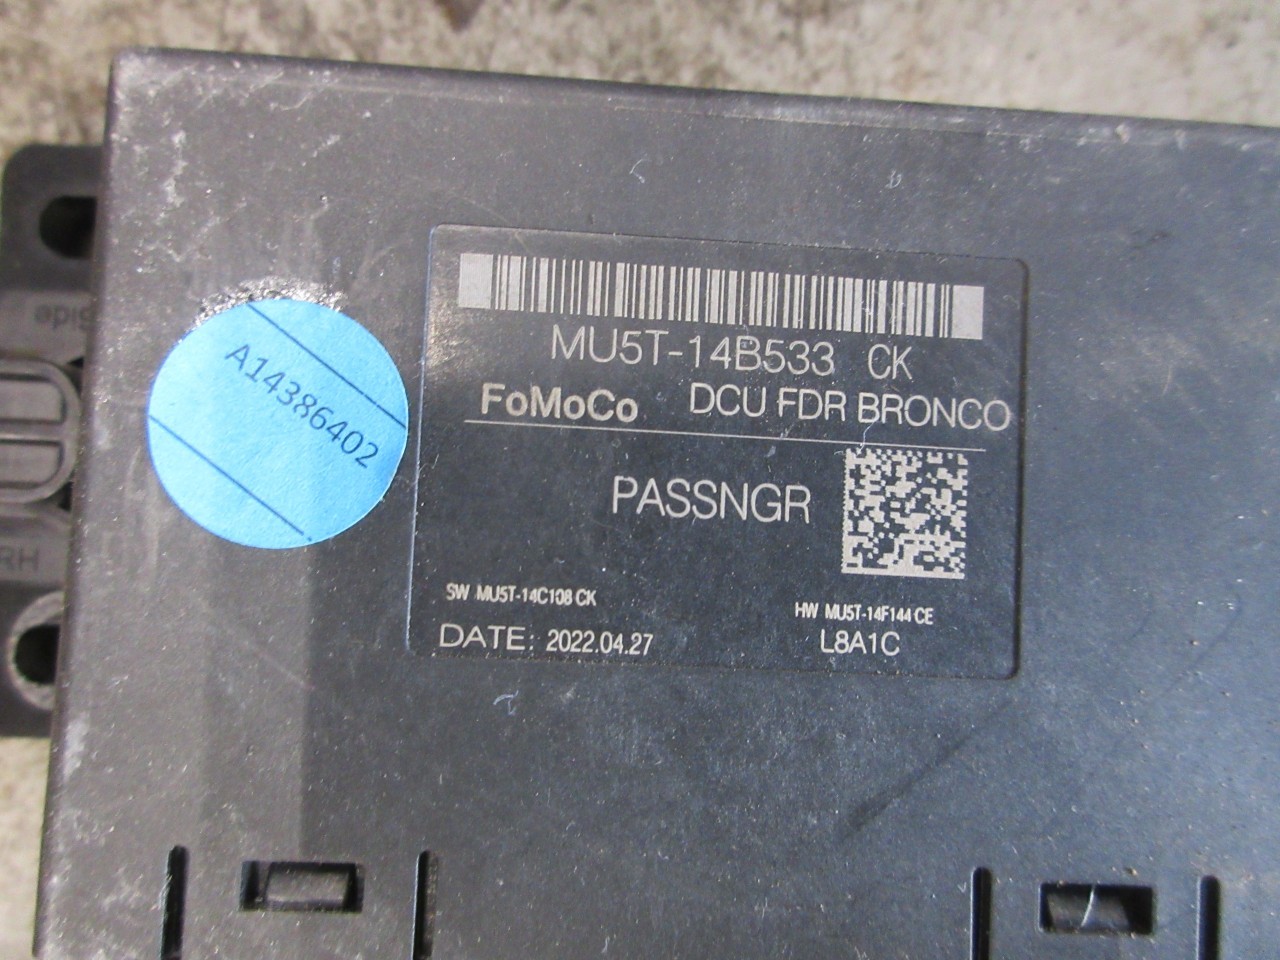 MU5T-14B533 CK
FoMoCo DCU FDR BRONCO
PASSNGR
SW MU5T-14C108 CK
HW MU5T-14F144 CE
DATE: 2022.04.27
L8A1C
A14386402
Side
RH